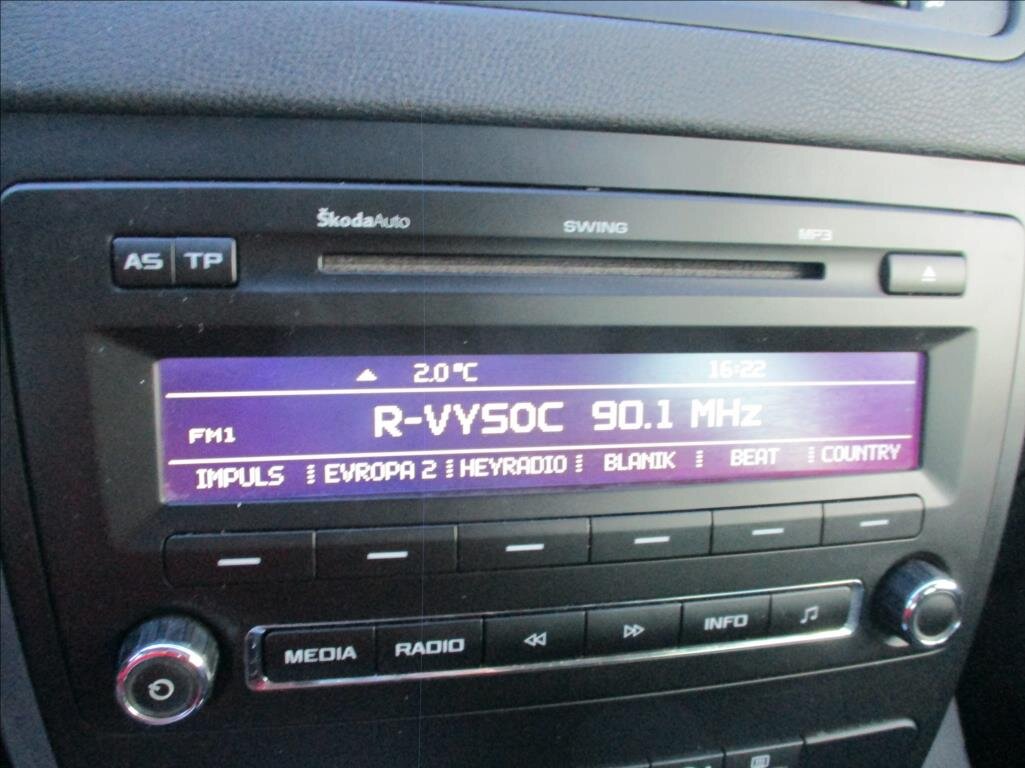 ŠkodaAuto SWING MP3
AS TP
2.0 °C 16:22
R-VYSOC 90.1 MHz
FM1
IMPULS EVROPA 2 HEYRADIO BLANIK BEAT COUNTRY
MEDIA RADIO INFO